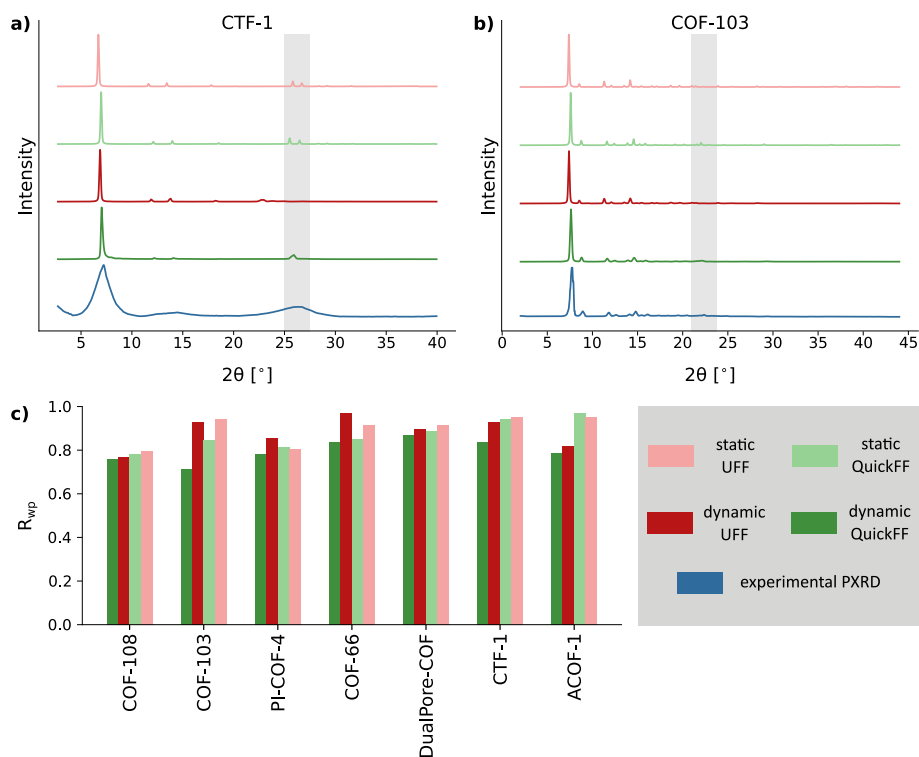 a)
CTF-1
Intensity
5
10
15
20
25
30
35
40
2θ [°]
b)
COF-103
Intensity
0
5
10
15
20
25
30
35
40
45
2θ [°]
c)
1.0
0.8
0.6
0.4
0.2
0.0
Rwp
COF-108
COF-103
PI-COF-4
COF-66
DualPore-COF
CTF-1
ACOF-1
static
UFF
static
QuickFF
dynamic
UFF
dynamic
QuickFF
experimental PXRD